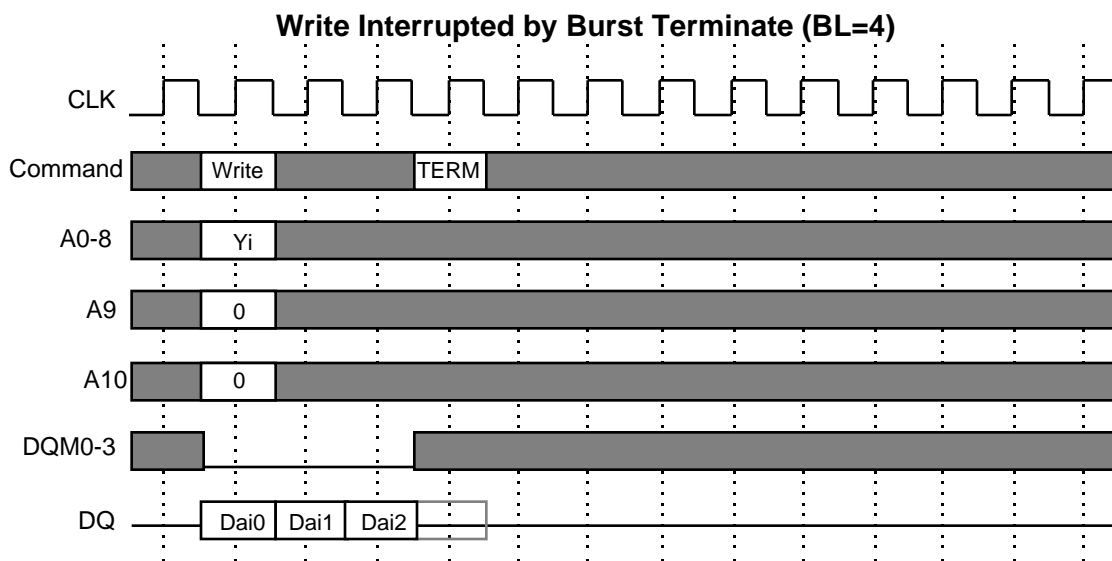 Write Interrupted by Burst Terminate (BL=4)
CLK
Command Write TERM
A0-8 Yi
A9 0
A10 0
DQM0-3
DQ Dai0 Dai1 Dai2